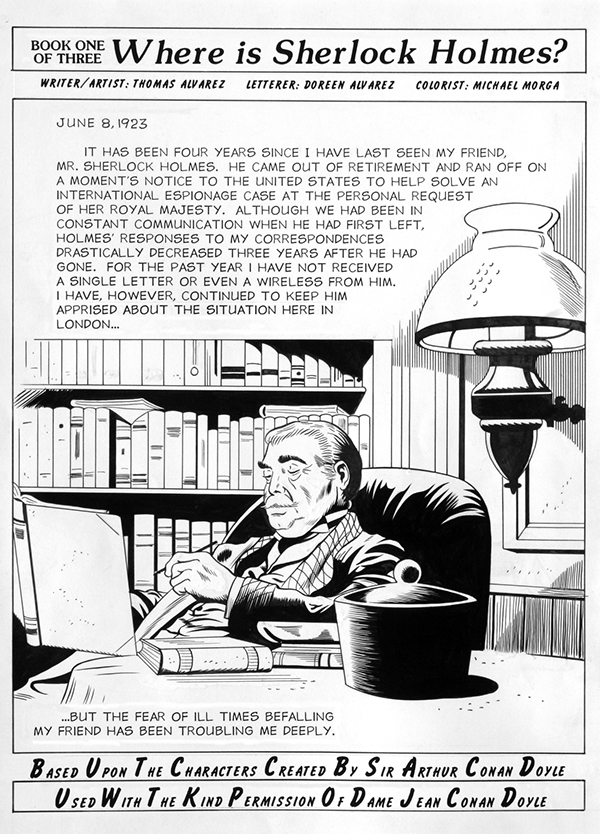 BOOK ONE
OF THREE
Where is Sherlock Holmes?
WRITER/ARTIST: THOMAS ALVAREZ LETTERER: DOREEN ALVAREZ COLORIST: MICHAEL MORGA
JUNE 8, 1923
IT HAS BEEN FOUR YEARS SINCE I HAVE LAST SEEN MY FRIEND,
MR. SHERLOCK HOLMES. HE CAME OUT OF RETIREMENT AND RAN OFF ON
A MOMENT'S NOTICE TO THE UNITED STATES TO HELP SOLVE AN
INTERNATIONAL ESPIONAGE CASE AT THE PERSONAL REQUEST
OF HER ROYAL MAJESTY. ALTHOUGH WE HAD BEEN IN
CONSTANT COMMUNICATION WHEN HE HAD FIRST LEFT,
HOLMES' RESPONSES TO MY CORRESPONDENCES
DRASTICALLY DECREASED THREE YEARS AFTER HE HAD
GONE. FOR THE PAST YEAR I HAVE NOT RECEIVED
A SINGLE LETTER OR EVEN A WIRELESS FROM HIM.
I HAVE, HOWEVER, CONTINUED TO KEEP HIM
APPRISED ABOUT THE SITUATION HERE IN
LONDON...
...BUT THE FEAR OF ILL TIMES BEFALLING
MY FRIEND HAS BEEN TROUBLING ME DEEPLY.
BASED UPON THE CHARACTERS CREATED BY SIR ARTHUR CONAN DOYLE
USED WITH THE KIND PERMISSION OF DAME JEAN CONAN DOYLE